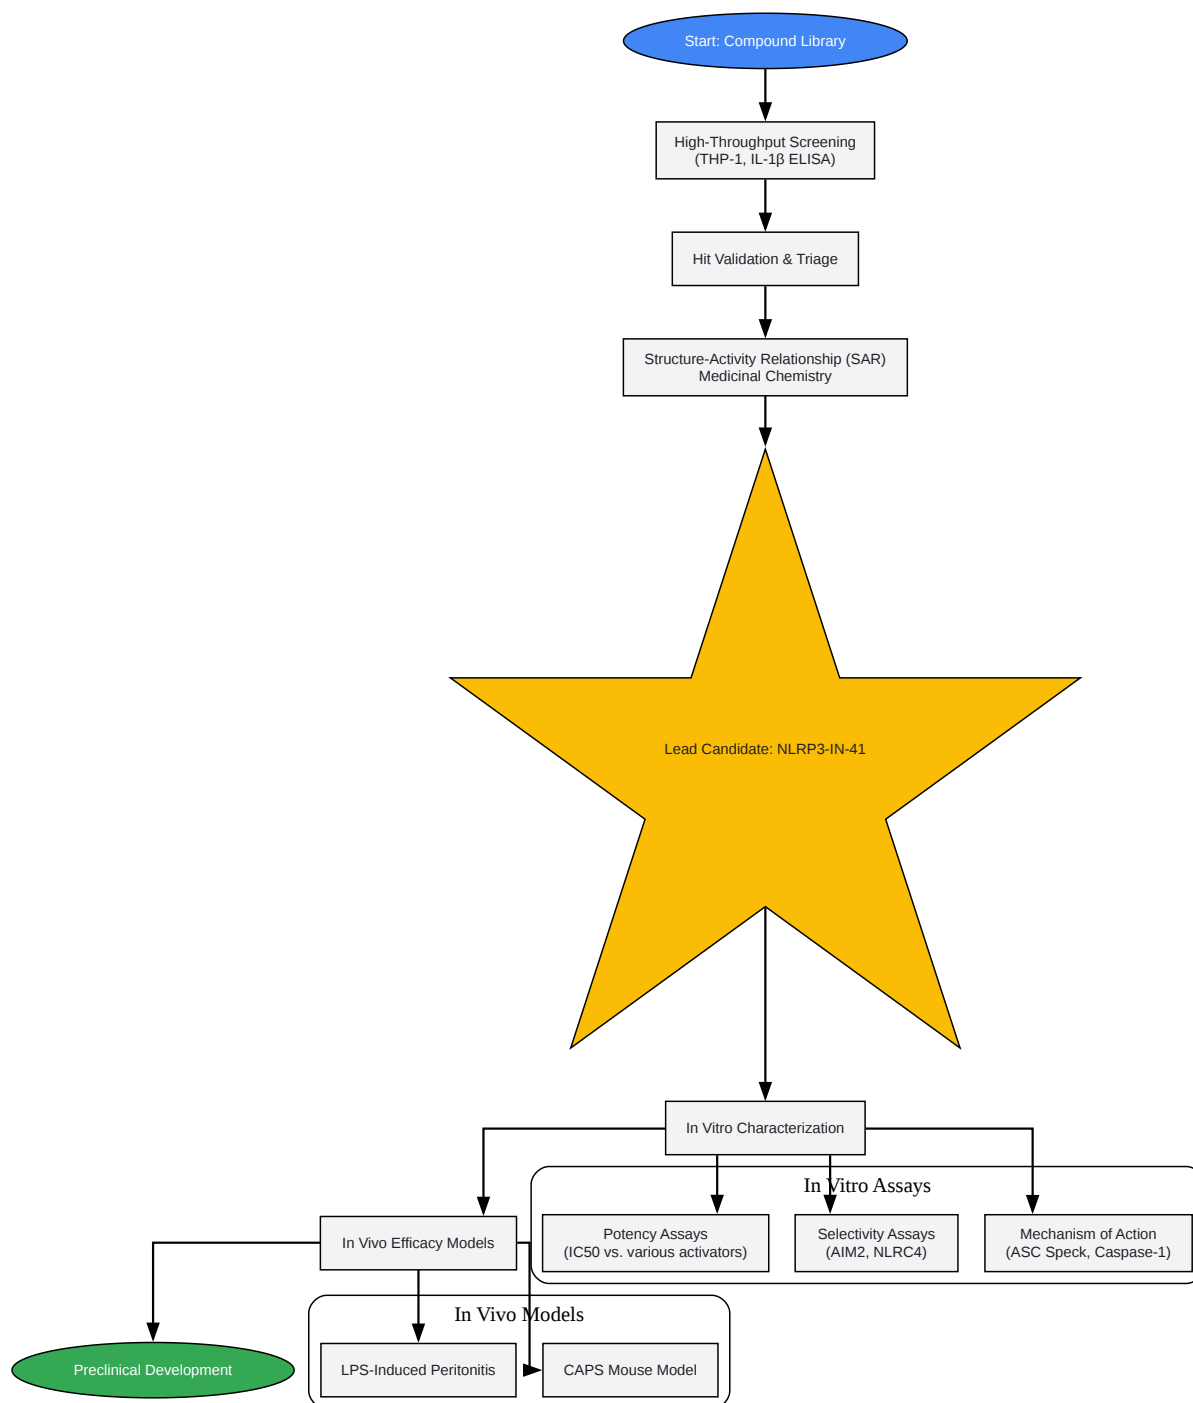 Start: Compound Library
High-Throughput Screening
(THP-1, IL-1β ELISA)
Hit Validation & Triage
Structure-Activity Relationship (SAR)
Medicinal Chemistry
Lead Candidate: NLRP3-IN-41
In Vitro Characterization
In Vitro Assays
Potency Assays
(IC50 vs. various activators)
Selectivity Assays
(AIM2, NLRC4)
Mechanism of Action
(ASC Speck, Caspase-1)
In Vivo Efficacy Models
In Vivo Models
Preclinical Development
LPS-Induced Peritonitis
CAPS Mouse Model